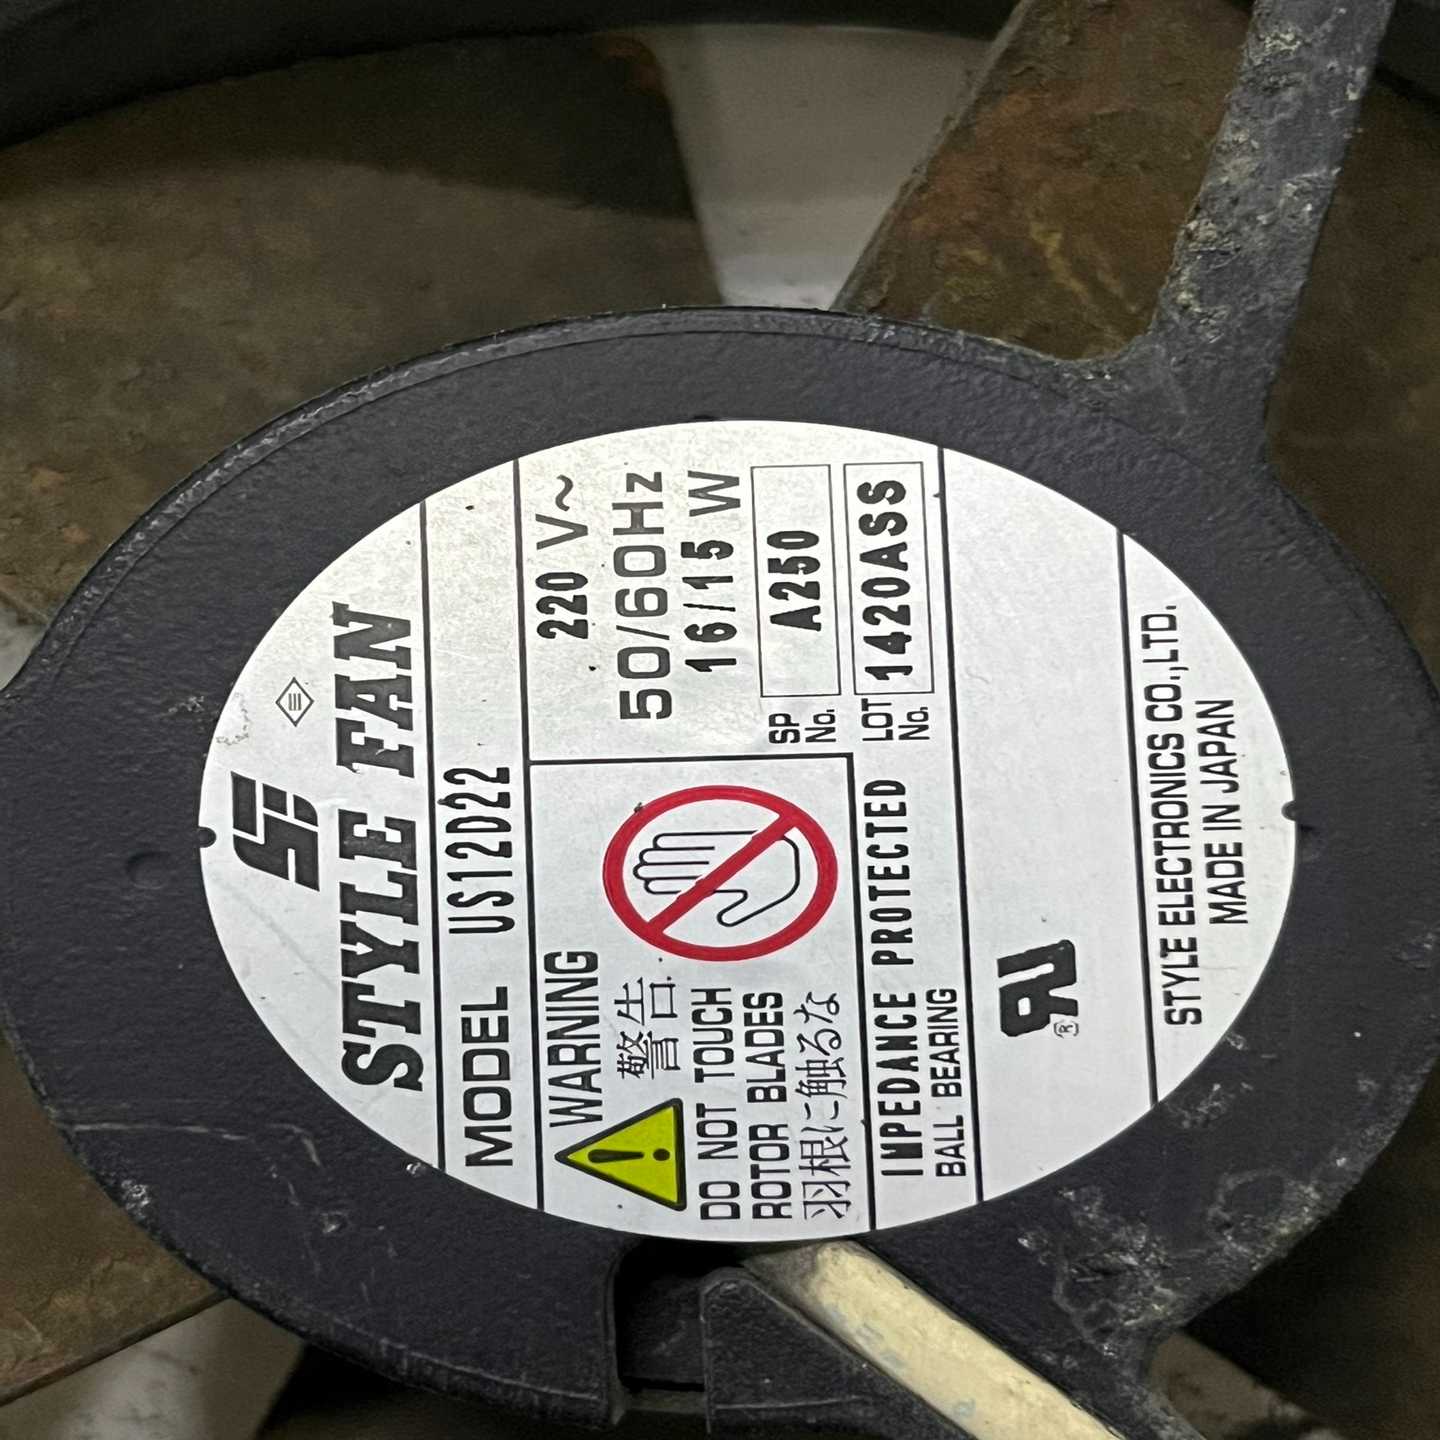 STYLE FAN
MODEL US12D22
220 V~
50/60Hz
16/15 W
SP No. A250
LOT No. 1420ASS
WARNING
警告
DO NOT TOUCH
ROTOR BLADES
羽根に触るな
IMPEDANCE PROTECTED
BALL BEARING
®
STYLE ELECTRONICS CO.,LTD.
MADE IN JAPAN